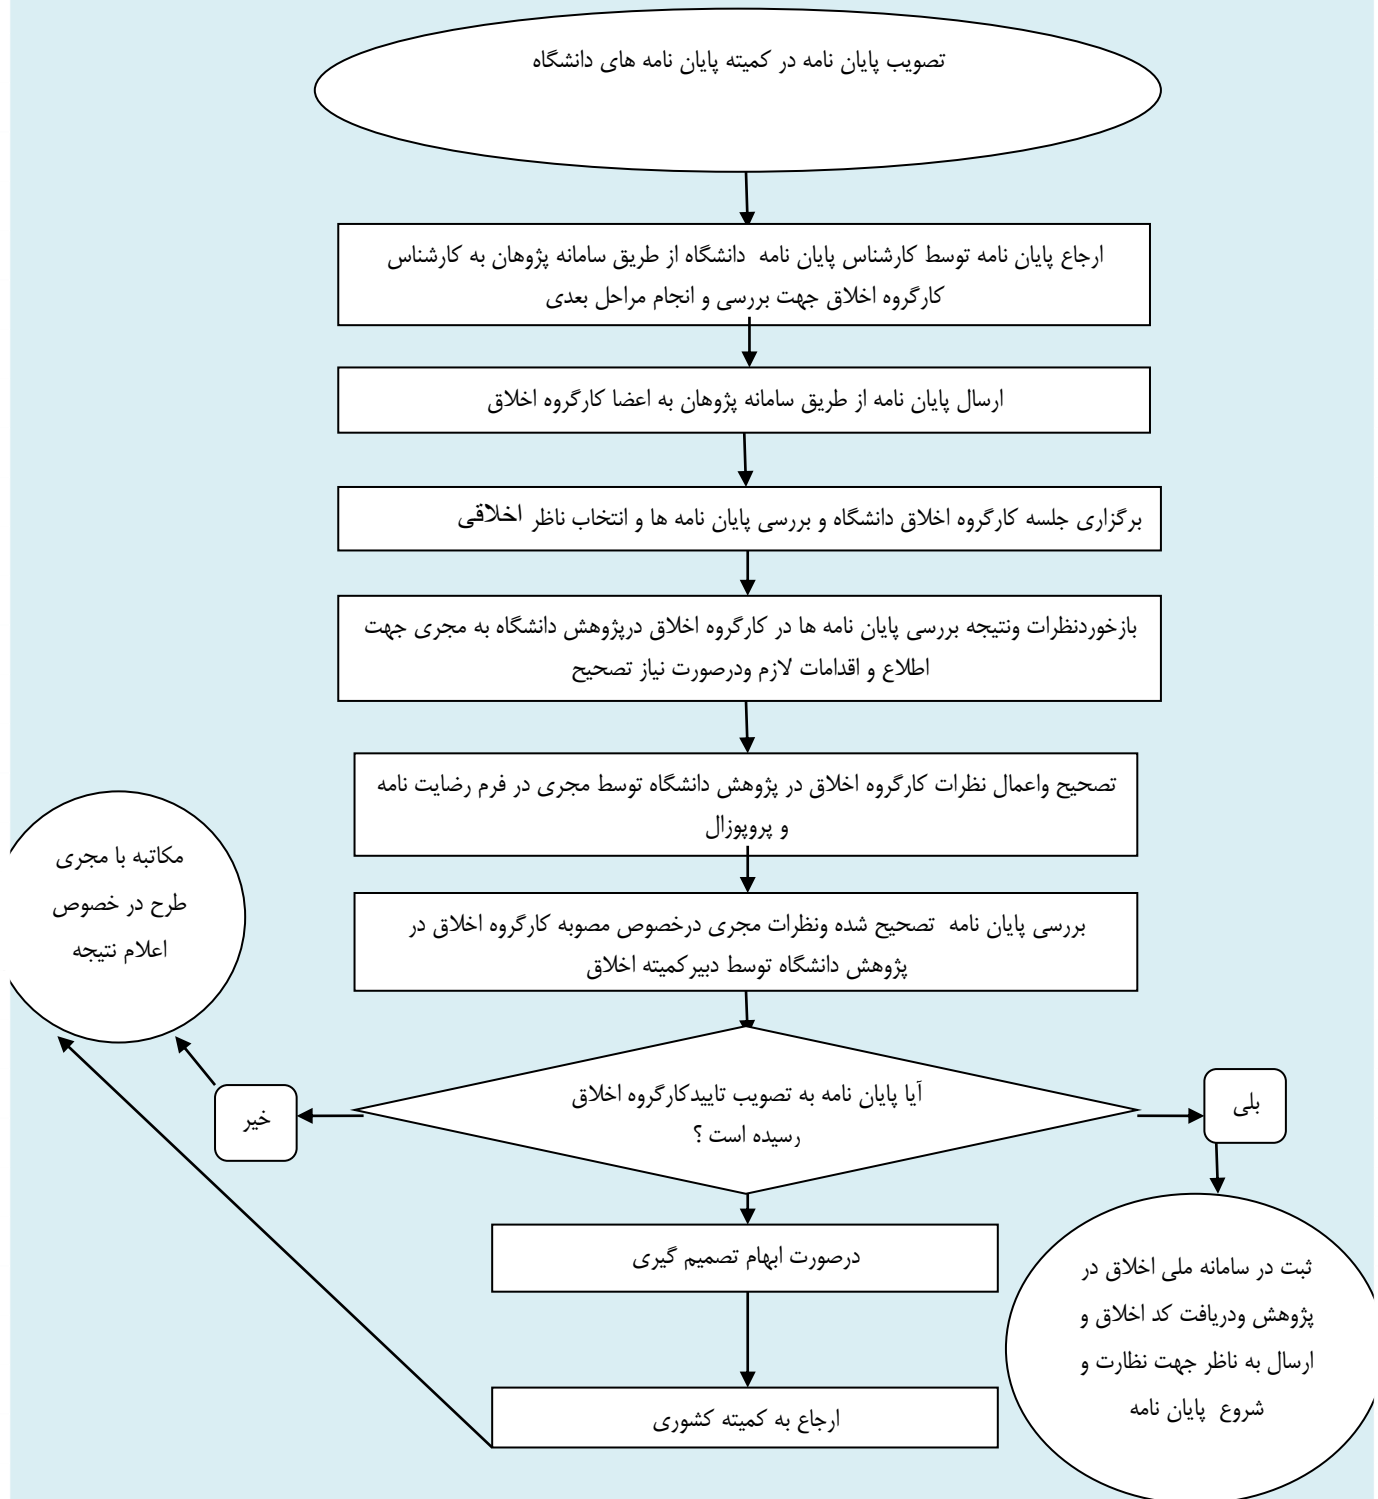 تصویب پایان نامه در کمیته پایان نامه های دانشگاه
ارجاع پایان نامه توسط کارشناس پایان نامه دانشگاه از طریق سامانه پژوهان به کارشناس
کارگروه اخلاق جهت بررسی و انجام مراحل بعدی
ارسال پایان نامه از طریق سامانه پژوهان به اعضا کارگروه اخلاق
برگزاری جلسه کارگروه اخلاق دانشگاه و بررسی پایان نامه ها و انتخاب ناظر اخلاقی
بازخوردنظرات ونتیجه بررسی پایان نامه ها در کارگروه اخلاق درپژوهش دانشگاه به مجری جهت
اطلاع و اقدامات لازم ودرصورت نیاز تصحیح
تصحیح واعمال نظرات کارگروه اخلاق در پژوهش دانشگاه توسط مجری در فرم رضایت نامه
و پروپوزال
بررسی پایان نامه تصحیح شده ونظرات مجری درخصوص مصوبه کارگروه اخلاق در
پژوهش دانشگاه توسط دبیرکمیته اخلاق
آیا پایان نامه به تصویب تاییدکارگروه اخلاق
رسیده است ؟
بلی
خیر
مکاتبه با مجری
طرح در خصوص
اعلام نتیجه
درصورت ابهام تصمیم گیری
ارجاع به کمیته کشوری
ثبت در سامانه ملی اخلاق در
پژوهش ودریافت کد اخلاق و
ارسال به ناظر جهت نظارت و
شروع پایان نامه